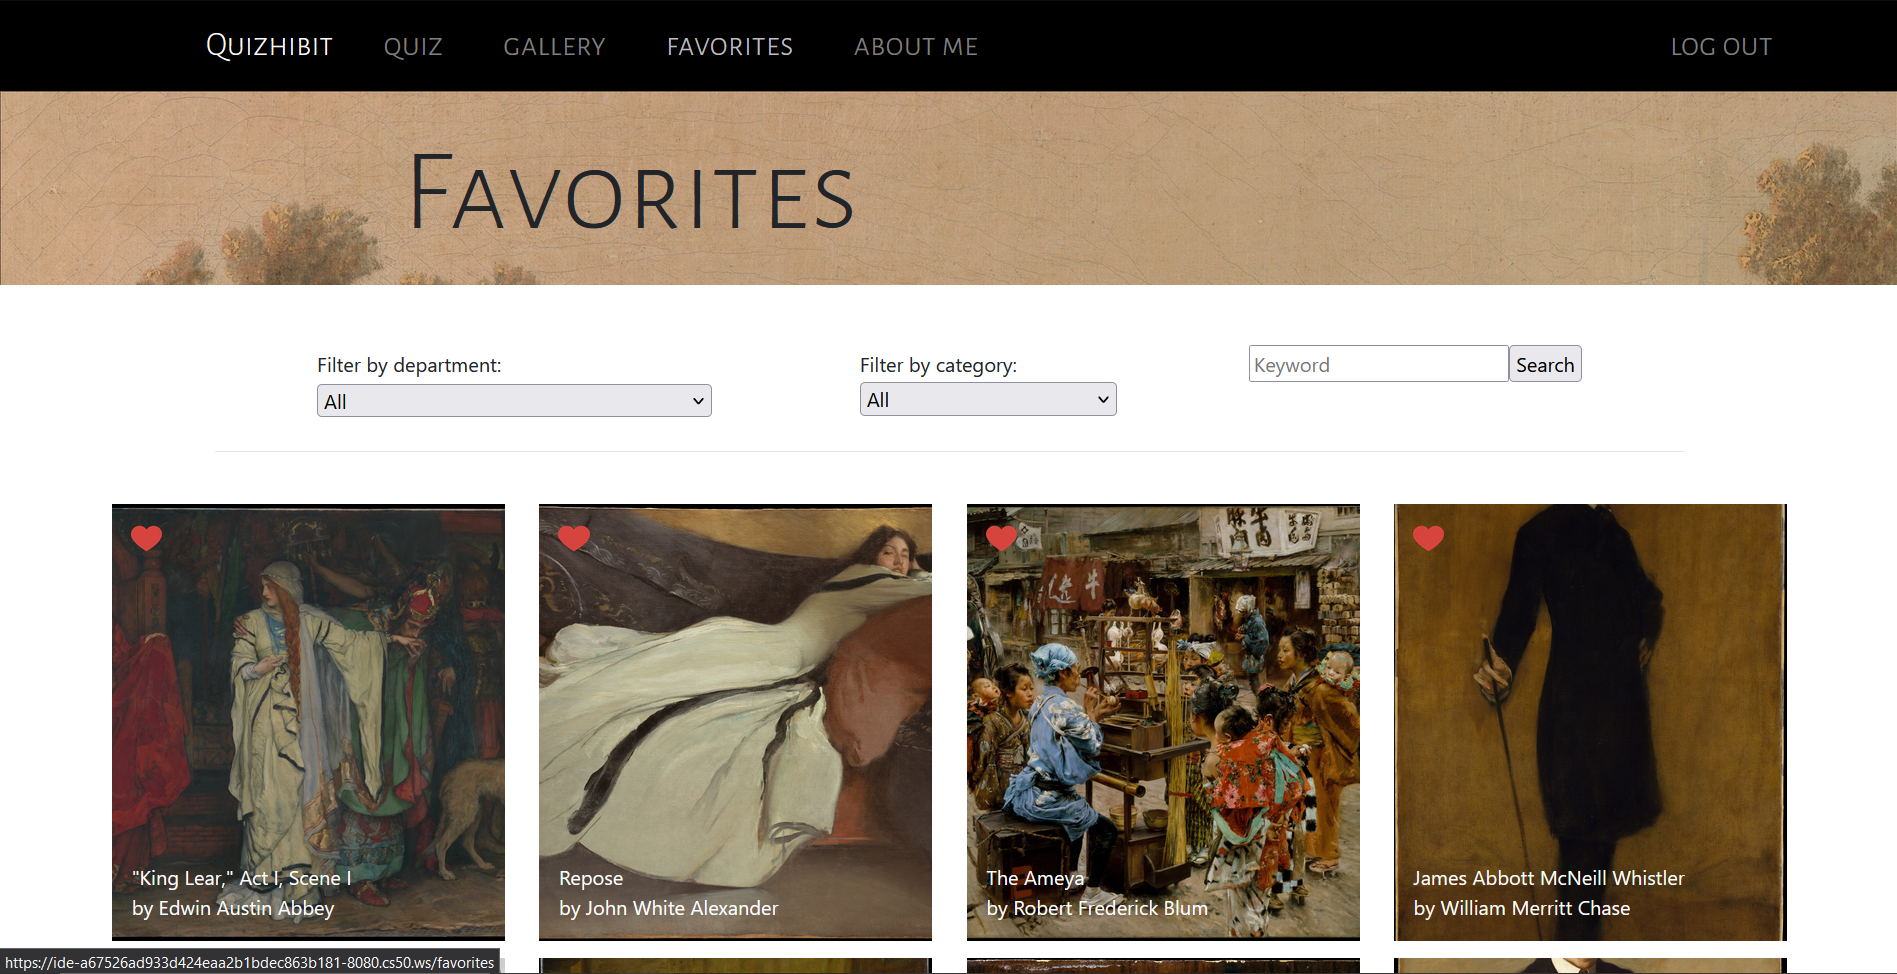 Quizhibit QUIZ GALLERY FAVORITES ABOUT ME LOG OUT
Favorites
Filter by department:
All
Filter by category:
All
Keyword Search
"King Lear," Act I, Scene I
by Edwin Austin Abbey
Repose
by John White Alexander
The Ameya
by Robert Frederick Blum
James Abbott McNeill Whistler
by William Merritt Chase
https://ide-a67526ad933d424eaa2b1bdec863b181-8080.cs50.ws/favorites